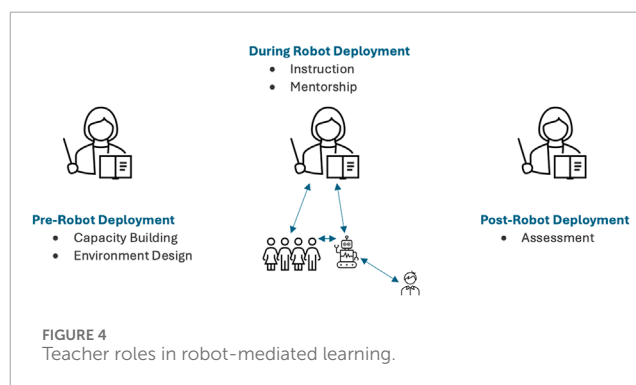 During Robot Deployment
• Instruction
• Mentorship
Pre-Robot Deployment
• Capacity Building
• Environment Design
Post-Robot Deployment
• Assessment
FIGURE 4
Teacher roles in robot-mediated learning.